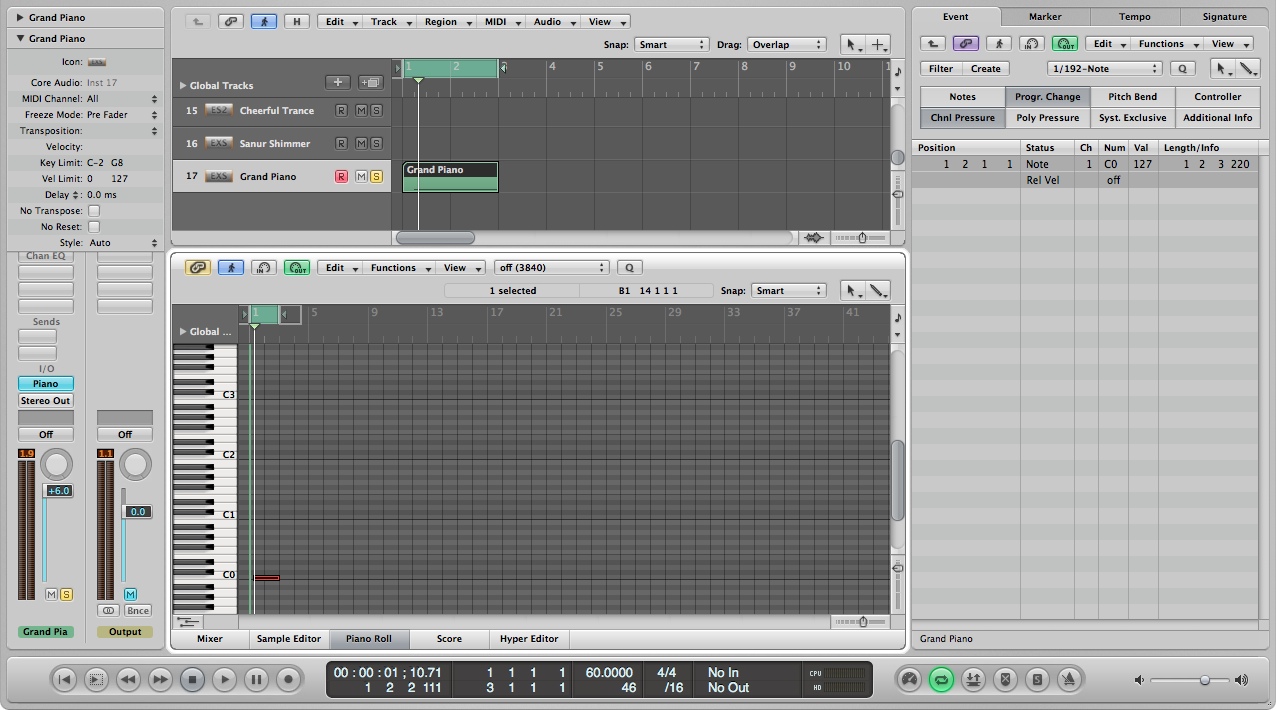 Grand Piano
Grand Piano
Icon:
Core Audio: Inst 17
MIDI Channel: All
Freeze Mode: Pre Fader
Transposition:
Velocity:
Key Limit: C-2 G8
Vel Limit: 0 127
Delay : 0.0 ms
No Transpose:
No Reset:
Style: Auto
Chan EQ
Sends
I/O
Piano
Stereo Out
Off Off
1.9 1.1
+6.0
0.0
M S M
Bnce
Grand Pia Output
H Edit Track Region MIDI Audio View
Snap: Smart Drag: Overlap
Global Tracks
1 2 3 4 5 6 7 8 9 10
15 ES2 Cheerful Trance R M S
16 EXS Sanur Shimmer R M S
17 EXS Grand Piano R M S
Grand Piano
IN OUT Edit Functions View off (3840) Q
1 selected B1 14 1 1 1 Snap: Smart
1 5 9 13 17 21 25 29 33 37 41
Global ...
C3
C2
C1
C0
Mixer Sample Editor Piano Roll Score Hyper Editor
Event Marker Tempo Signature
IN OUT Edit Functions View
Filter Create 1/192-Note Q
Notes Progr. Change Pitch Bend Controller
Chnl Pressure Poly Pressure Syst. Exclusive Additional Info
Position Status Ch Num Val Length/Info
1 2 1 1 Note 1 C0 127 1 2 3 220
Rel Vel off
Grand Piano
00 : 00 : 01 ; 10.71 1 1 1 1 60.0000 4/4 No In CPU
1 2 2 111 3 1 1 1 46 /16 No Out HD
S